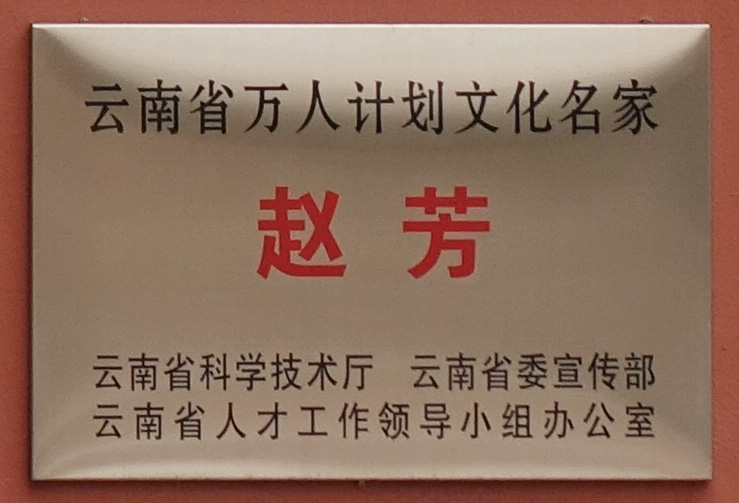 云南省万人计划文化名家
赵芳
云南省科学技术厅 云南省委宣传部
云南省人才工作领导小组办公室